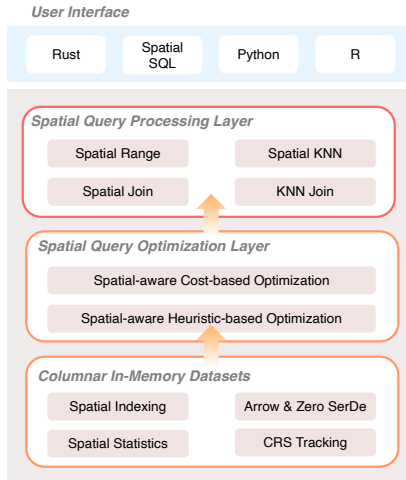 User Interface
Rust
Spatial
SQL
Python
R
Spatial Query Processing Layer
Spatial Range
Spatial KNN
Spatial Join
KNN Join
Spatial Query Optimization Layer
Spatial-aware Cost-based Optimization
Spatial-aware Heuristic-based Optimization
Columnar In-Memory Datasets
Spatial Indexing
Arrow & Zero SerDe
Spatial Statistics
CRS Tracking